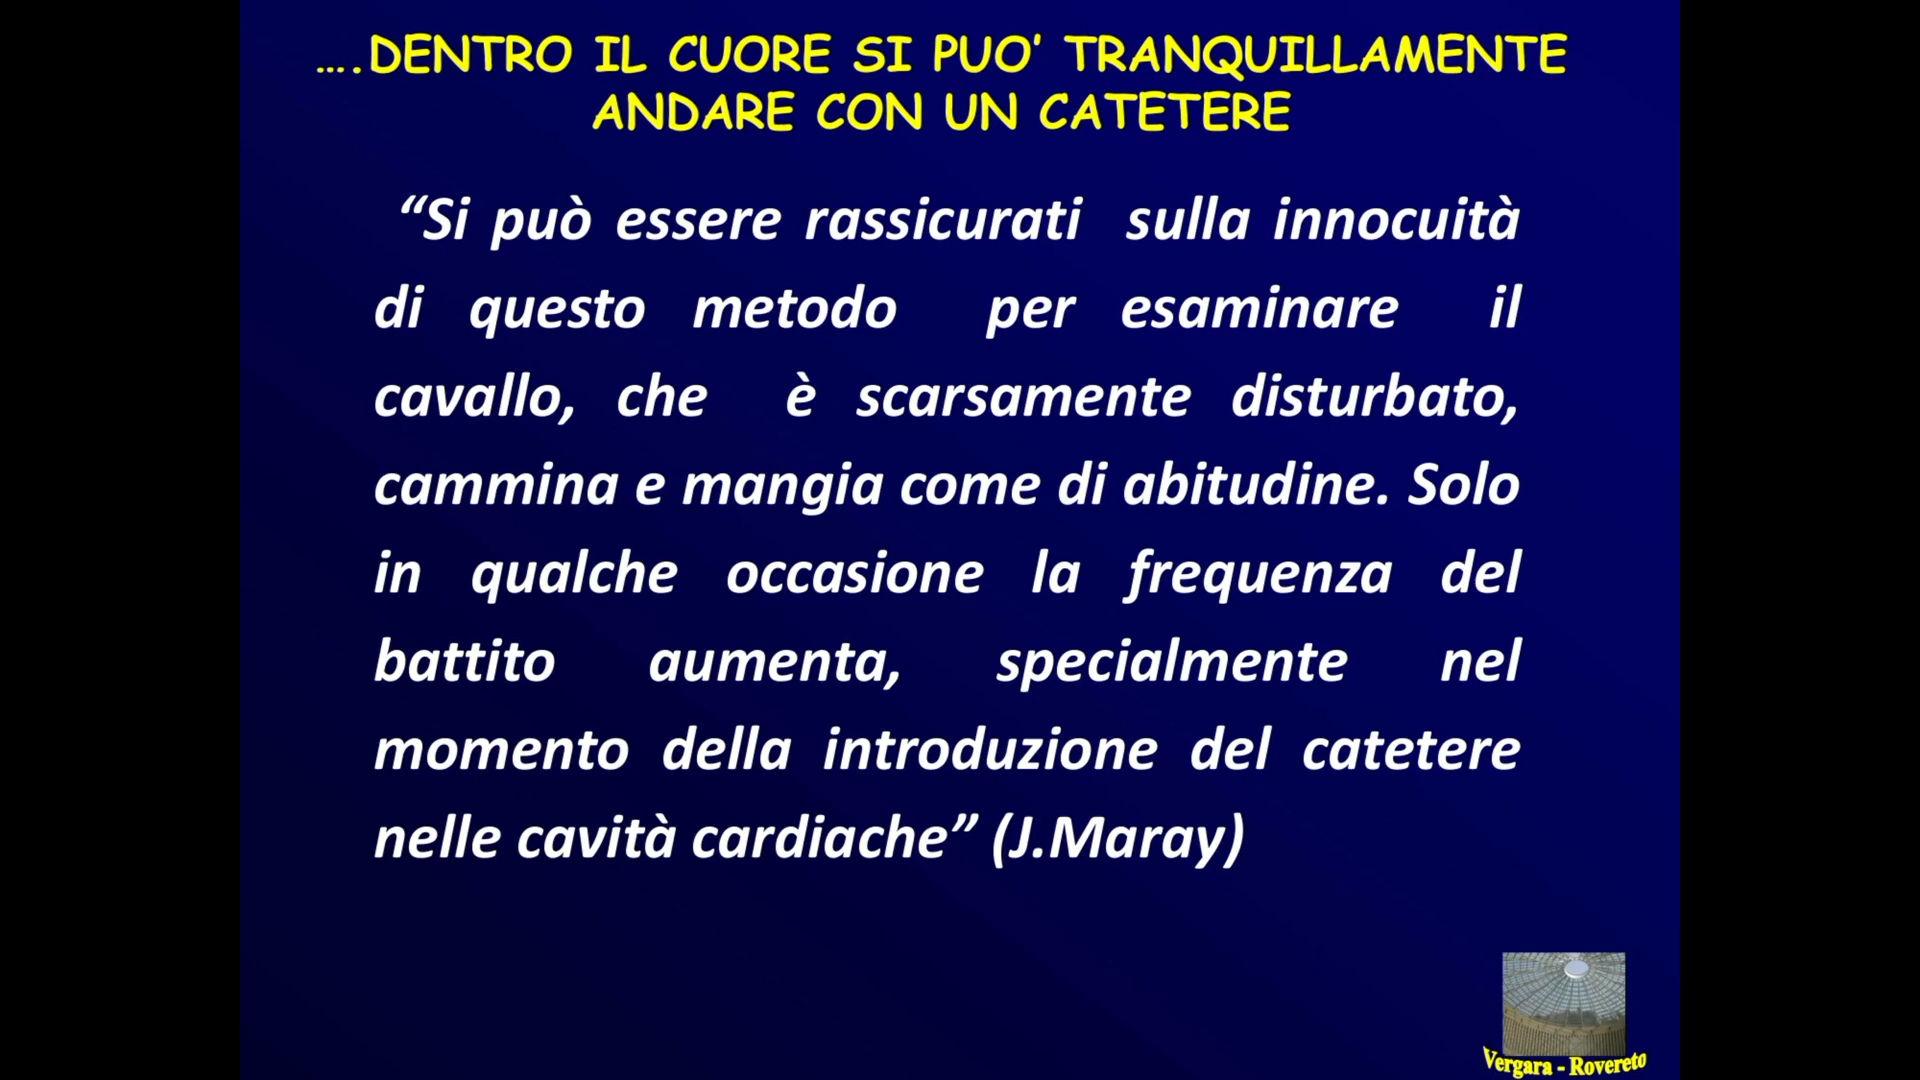 ....DENTRO IL CUORE SI PUO' TRANQUILLAMENTE
ANDARE CON UN CATETERE
“Si può essere rassicurati sulla innocuità
di questo metodo per esaminare il
cavallo, che è scarsamente disturbato,
cammina e mangia come di abitudine. Solo
in qualche occasione la frequenza del
battito aumenta, specialmente nel
momento della introduzione del catetere
nelle cavità cardiache” (J.Maray)
Vergara - Rovereto